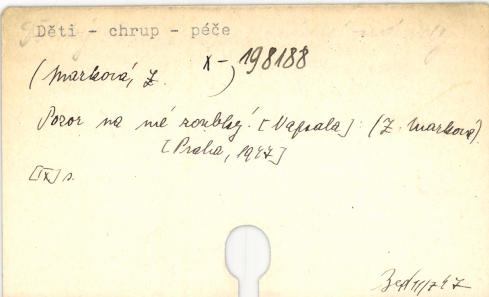 Děti - chrup - péče
(Marková, Z. X-) 198188
Pozor na mé zoubky! [Napsala]: (Z. Marková).
[Praha, 1947]
[IX] s.